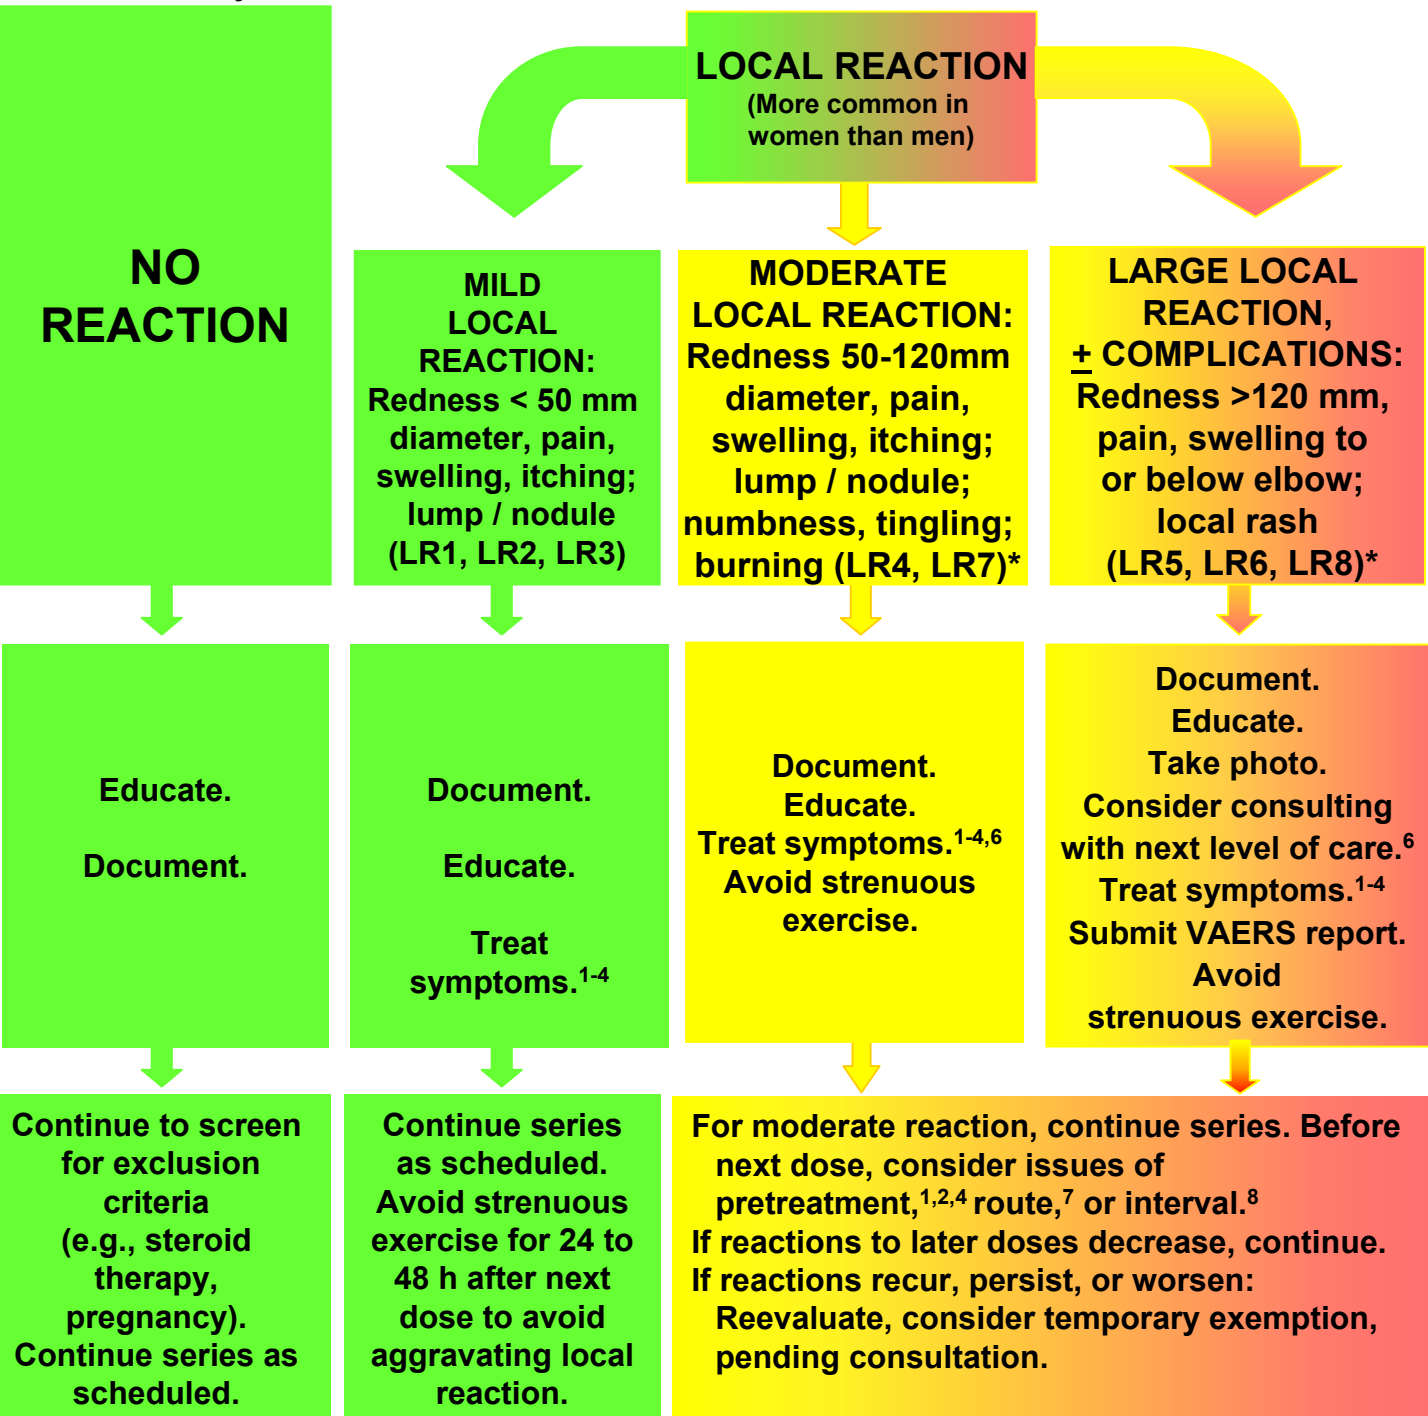 NO
REACTION
LOCAL REACTION
(More common in
women than men)
MILD
LOCAL
REACTION:
Redness < 50 mm
diameter, pain,
swelling, itching;
lump / nodule
(LR1, LR2, LR3)
MODERATE
LOCAL REACTION:
Redness 50-120mm
diameter, pain,
swelling, itching;
lump / nodule;
numbness, tingling;
burning (LR4, LR7)*
LARGE LOCAL
REACTION,
± COMPLICATIONS:
Redness >120 mm,
pain, swelling to
or below elbow;
local rash
(LR5, LR6, LR8)*
Educate.
Document.
Document.
Educate.
Treat
symptoms.1-4
Document.
Educate.
Treat symptoms.1-4,6
Avoid strenuous
exercise.
Document.
Educate.
Take photo.
Consider consulting
with next level of care.6
Treat symptoms.1-4
Submit VAERS report.
Avoid
strenuous exercise.
Continue to screen
for exclusion
criteria
(e.g., steroid
therapy,
pregnancy).
Continue series as
scheduled.
Continue series
as scheduled.
Avoid strenuous
exercise for 24 to
48 h after next
dose to avoid
aggravating local
reaction.
For moderate reaction, continue series. Before
next dose, consider issues of
pretreatment,1,2,4 route,7 or interval.8
If reactions to later doses decrease, continue.
If reactions recur, persist, or worsen:
Reevaluate, consider temporary exemption,
pending consultation.